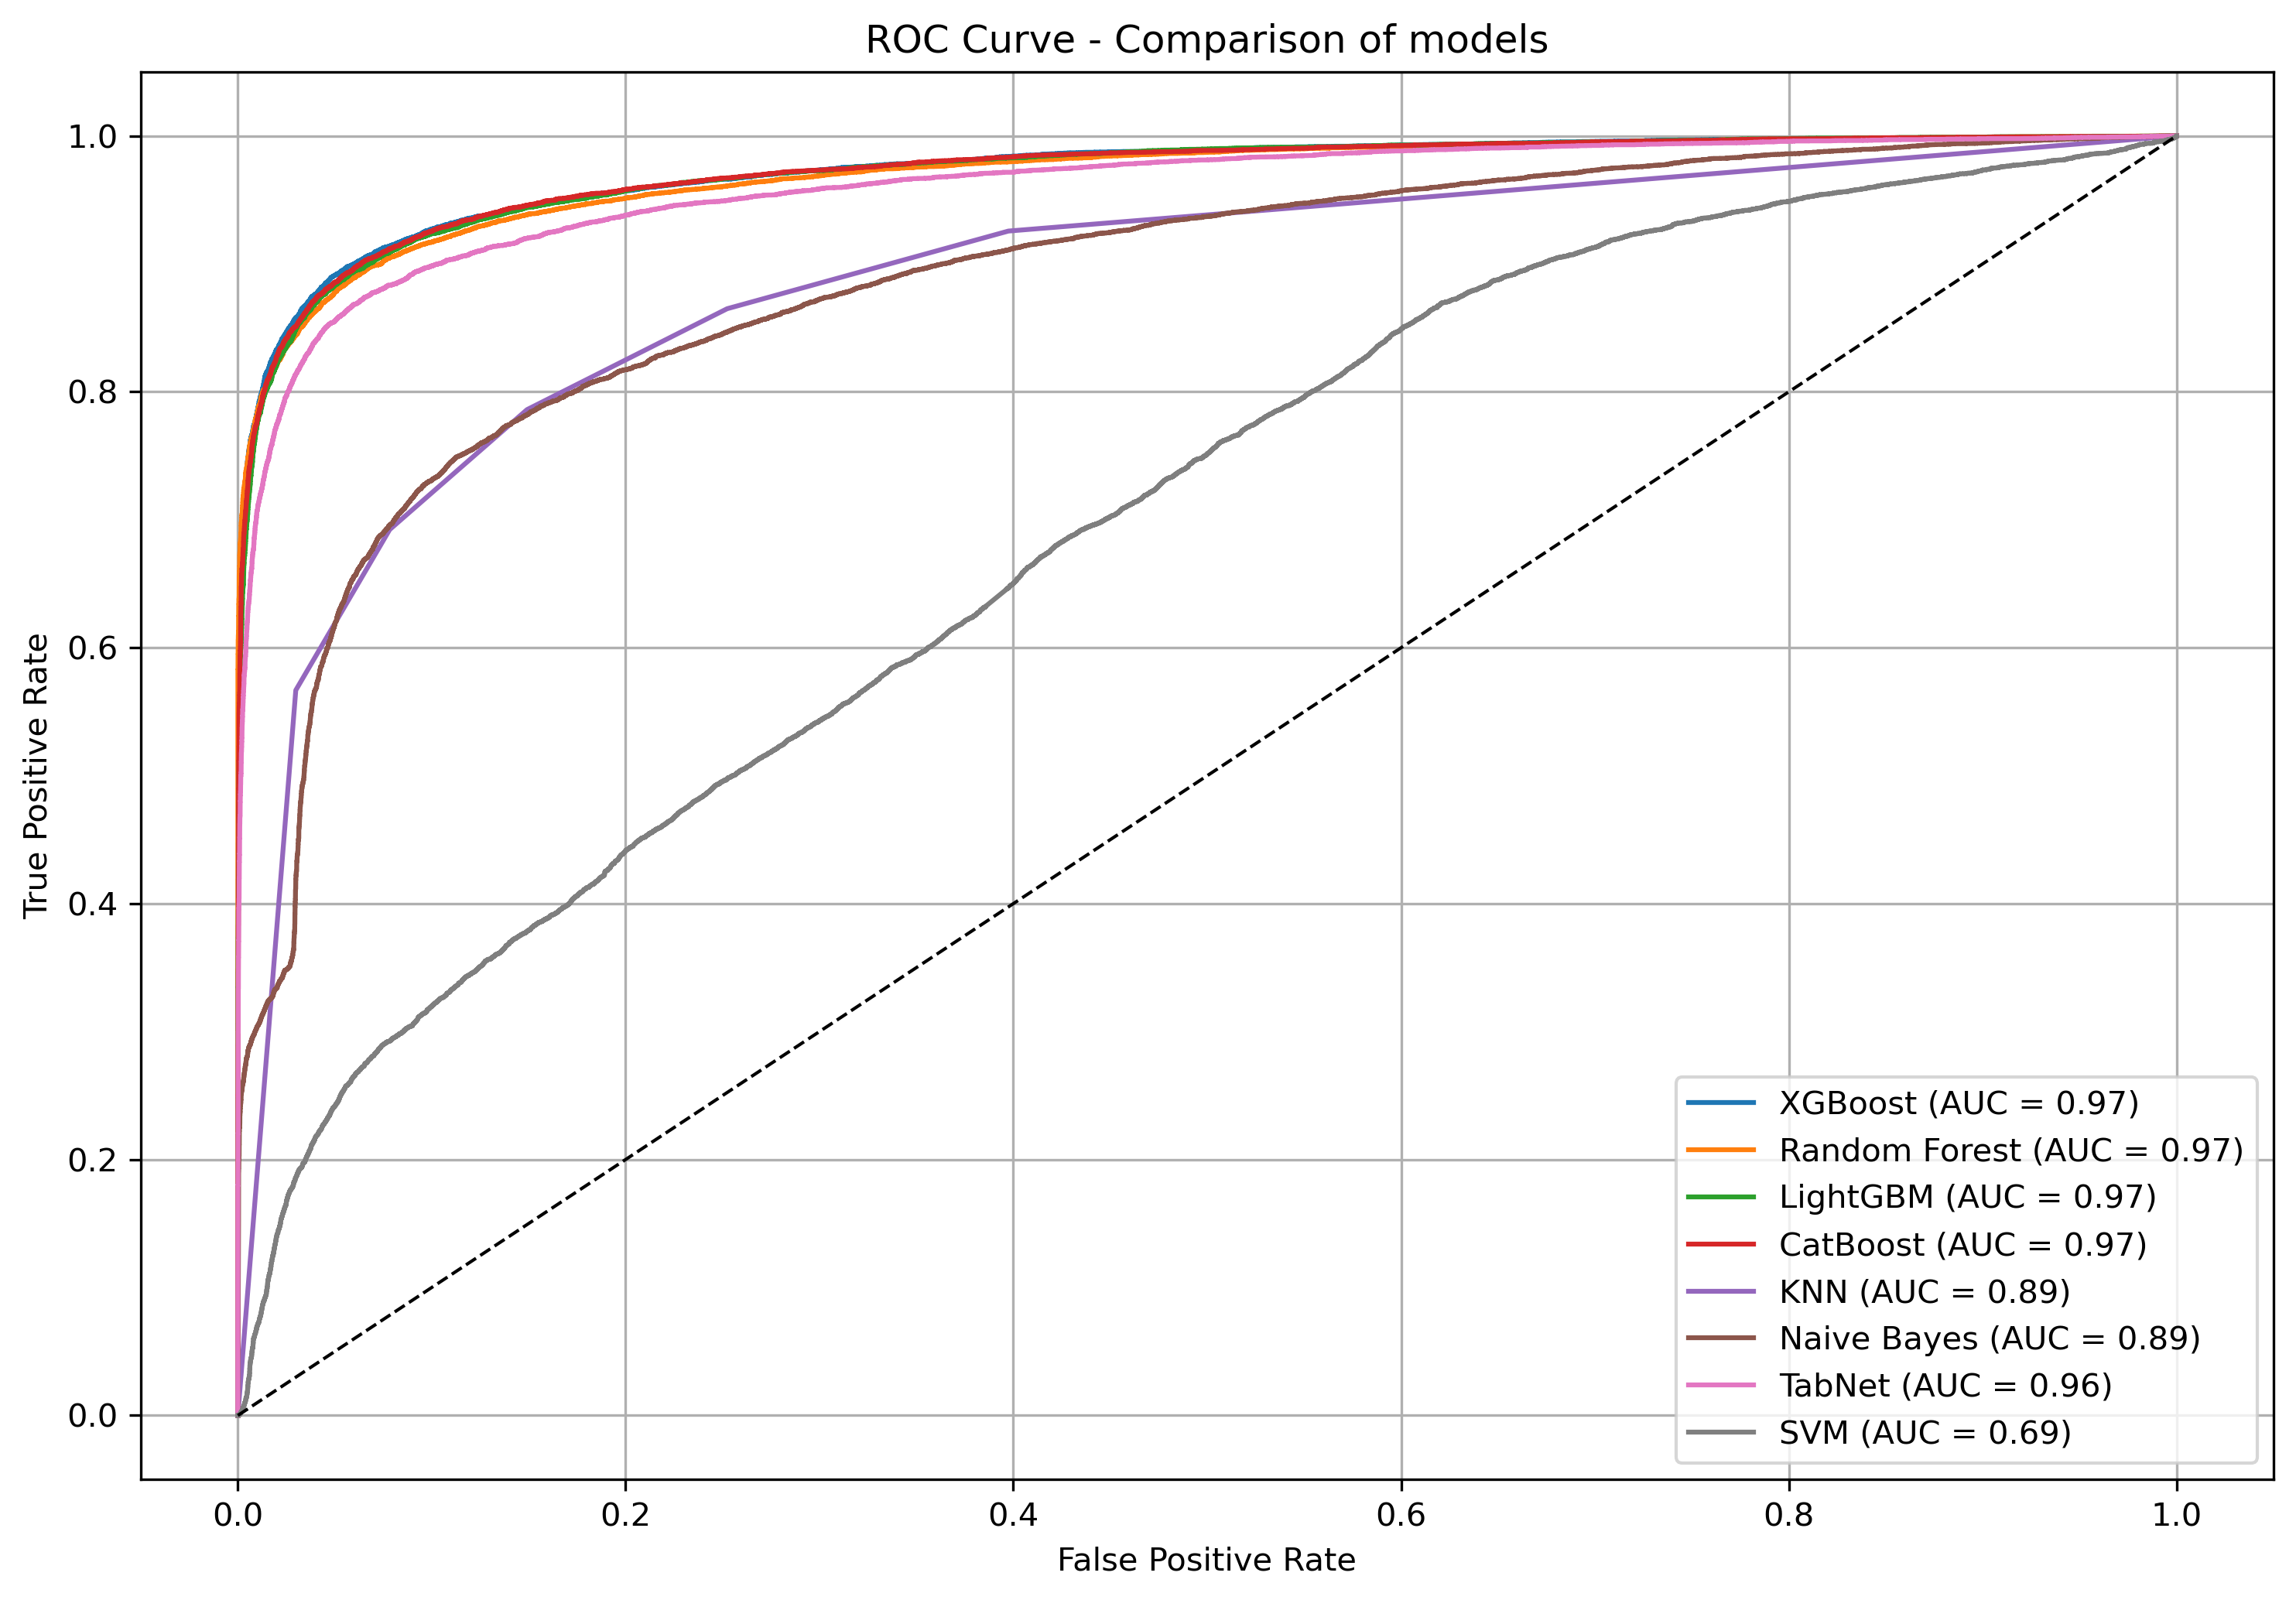 ROC Curve - Comparison of models
True Positive Rate
1.0
0.8
0.6
0.4
0.2
0.0
0.0 0.2 0.4 0.6 0.8 1.0
False Positive Rate
XGBoost (AUC = 0.97)
Random Forest (AUC = 0.97)
LightGBM (AUC = 0.97)
CatBoost (AUC = 0.97)
KNN (AUC = 0.89)
Naive Bayes (AUC = 0.89)
TabNet (AUC = 0.96)
SVM (AUC = 0.69)